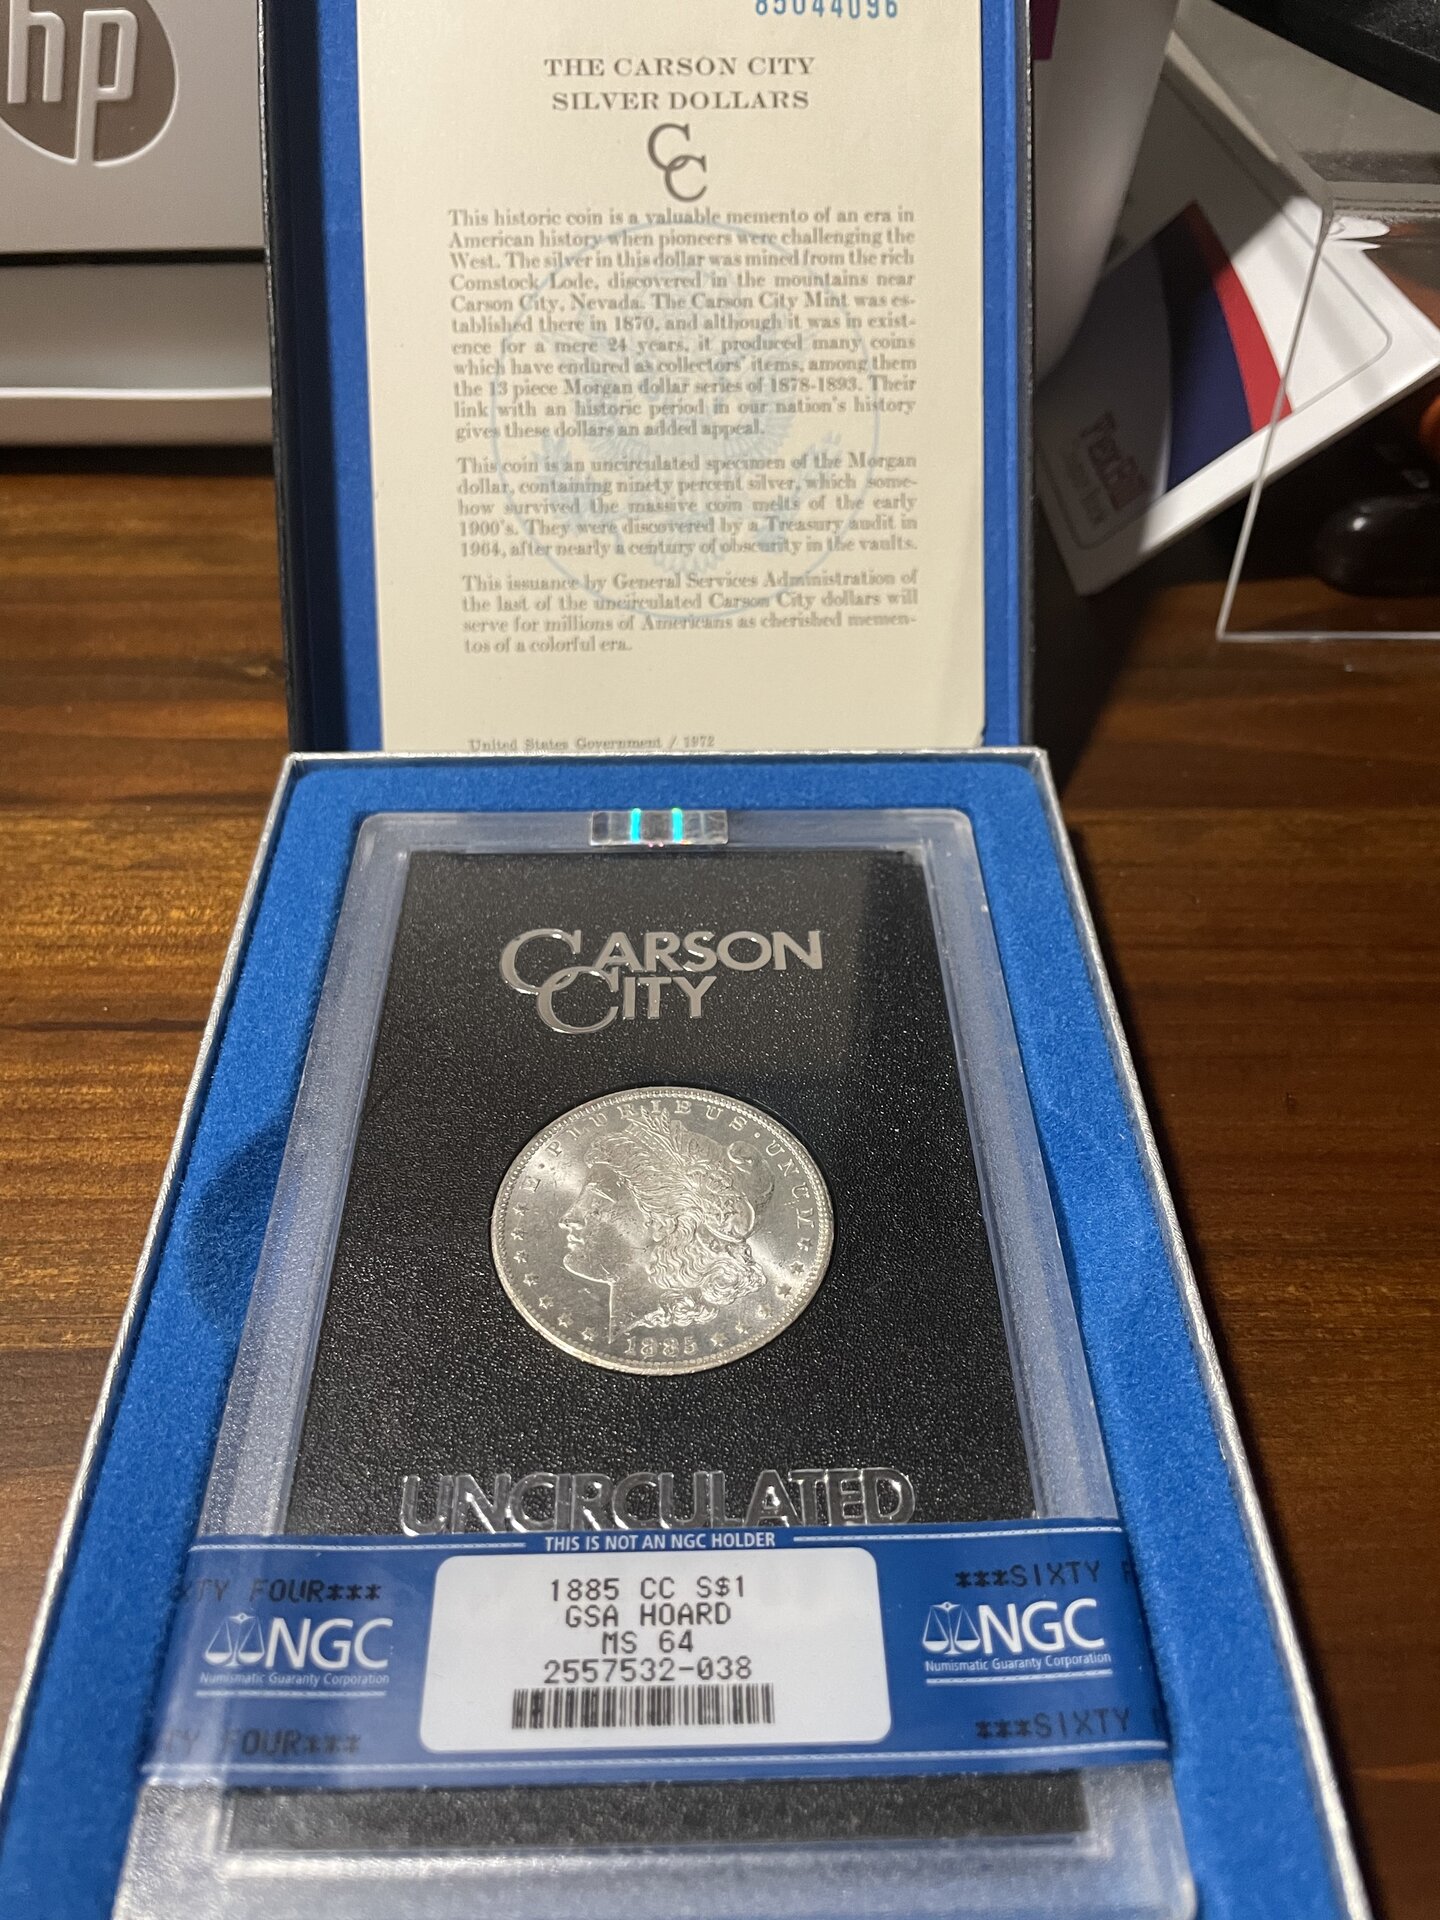 hp
85044096
THE CARSON CITY
SILVER DOLLARS
CC
This historic coin is a valuable memento of an era in
American history when pioneers were challenging the
West. The silver in this dollar was mined from the rich
Comstock Lode, discovered in the mountains near
Carson City, Nevada. The Carson City Mint was es-
tablished there in 1870, and although it was in exist-
ence for a mere 24 years, it produced many coins
which have endured as collectors' items, among them
the 13 piece Morgan dollar series of 1878-1893. Their
link with an historic period in our nation's history
gives these dollars an added appeal.
This coin is an uncirculated specimen of the Morgan
dollar, containing ninety percent silver, which some-
how survived the massive coin melts of the early
1900's. They were discovered by a Treasury audit in
1964, after nearly a century of obscurity in the vaults.
This issuance by General Services Administration of
the last of the uncirculated Carson City dollars will
serve for millions of Americans as cherished memen-
tos of a colorful era.
United States Government / 1972
CARSON
CITY
E·PLURIBUS·UNUM
1885
UNCIRCULATED
THIS IS NOT AN NGC HOLDER
XTY FOUR***
1885 CC S$1
GSA HOARD
MS 64
2557532-038
***SIXTY F
NGC
Numismatic Guaranty Corporation
NGC
Numismatic Guaranty Corporation
TY FOUR***
***SIXTY F